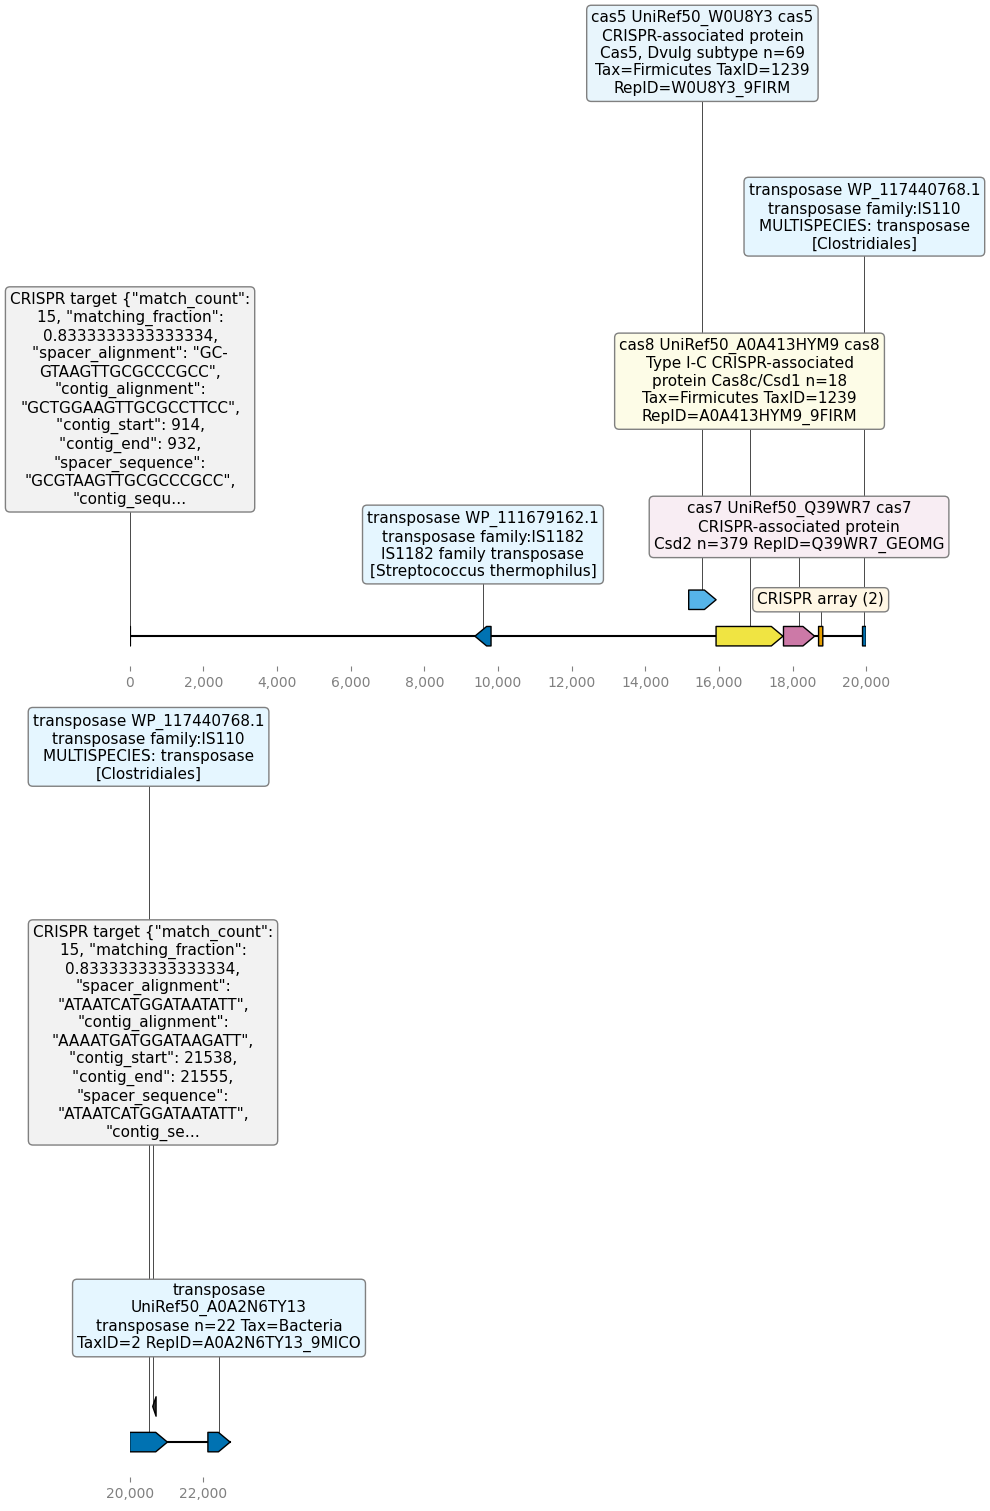 cas5 UniRef50_W0U8Y3 cas5
CRISPR-associated protein
Cas5, Dvulg subtype n=69
Tax=Firmicutes TaxID=1239
RepID=W0U8Y3_9FIRM
transposase WP_117440768.1
transposase family:IS110
MULTISPECIES: transposase
[Clostridiales]
CRISPR target {"match_count":
15, "matching_fraction":
0.8333333333333334,
"spacer_alignment": "GC-
GTAAGTTGCGCCCGCC",
"contig_alignment":
"GCTGGAAGTTGCGCCTTCC",
"contig_start": 914,
"contig_end": 932,
"spacer_sequence":
"GCGTAAGTTGCGCCCGCC",
"contig_sequ...
cas8 UniRef50_A0A413HYM9 cas8
Type I-C CRISPR-associated
protein Cas8c/Csd1 n=18
Tax=Firmicutes TaxID=1239
RepID=A0A413HYM9_9FIRM
cas7 UniRef50_Q39WR7 cas7
CRISPR-associated protein
Csd2 n=379 RepID=Q39WR7_GEOMG
transposase WP_111679162.1
transposase family:IS1182
IS1182 family transposase
[Streptococcus thermophilus]
CRISPR array (2)
0 2,000 4,000 6,000 8,000 10,000 12,000 14,000 16,000 18,000 20,000
transposase WP_117440768.1
transposase family:IS110
MULTISPECIES: transposase
[Clostridiales]
CRISPR target {"match_count":
15, "matching_fraction":
0.8333333333333334,
"spacer_alignment":
"ATAATCATGGATAATATT",
"contig_alignment":
"AAAATGATGGATAAGATT",
"contig_start": 21538,
"contig_end": 21555,
"spacer_sequence":
"ATAATCATGGATAATATT",
"contig_se...
transposase
UniRef50_A0A2N6TY13
transposase n=22 Tax=Bacteria
TaxID=2 RepID=A0A2N6TY13_9MICO
20,000 22,000